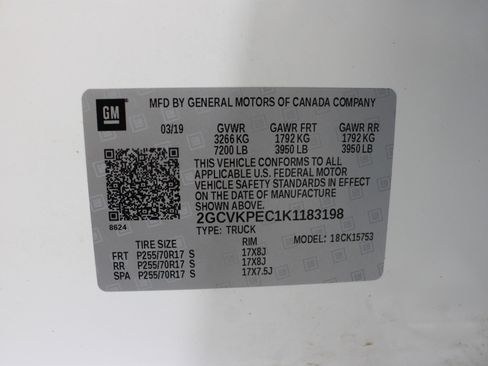 GM
MFD BY GENERAL MOTORS OF CANADA COMPANY
03/19 GVWR GAWR FRT GAWR RR
3266 KG 1792 KG 1792 KG
7200 LB 3950 LB 3950 LB
THIS VEHICLE CONFORMS TO ALL
APPLICABLE U.S. FEDERAL MOTOR
VEHICLE SAFETY STANDARDS IN EFFECT
ON THE DATE OF MANUFACTURE
SHOWN ABOVE.
2GCVKPEC1K1183198
8624 TYPE: TRUCK
TIRE SIZE RIM MODEL: 18CK15753
FRT P255/70R17 S 17X8J
RR P255/70R17 S 17X8J
SPA P255/70R17 S 17X7.5J